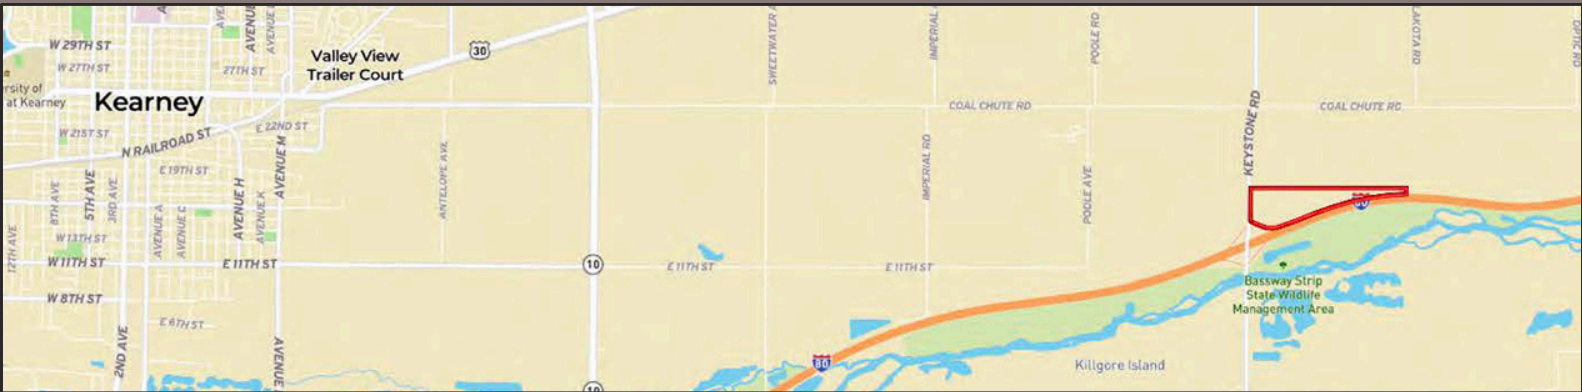 W 29TH ST
W 27TH ST
ersity of
at Kearney
Kearney
W 21ST ST
N RAILROAD ST
E 22ND ST
27TH ST
AVENUE
Valley View
Trailer Court
30
E 19TH ST
8TH AVE
5TH AVE
3RD AVE
AVENUE A
AVENUE C
AVENUE H
AVENUE K
AVENUE M
12TH AVE
W 13TH ST
W 11TH ST
E 11TH ST
W 8TH ST
E 6TH ST
2ND AVE
AVENUE
ANTELOPE AVE
10
10
E 11TH ST
E 11TH ST
SWEETWATER A
IMPERIAL
POOLE RD
COAL CHUTE RD
IMPERIAL RD
POOLE AVE
KEYSTONE RD
COAL CHUTE RD
LAKOTA RD
OPTIC RD
80
80
Bassway Strip
State Wildlife
Management Area
Killgore Island